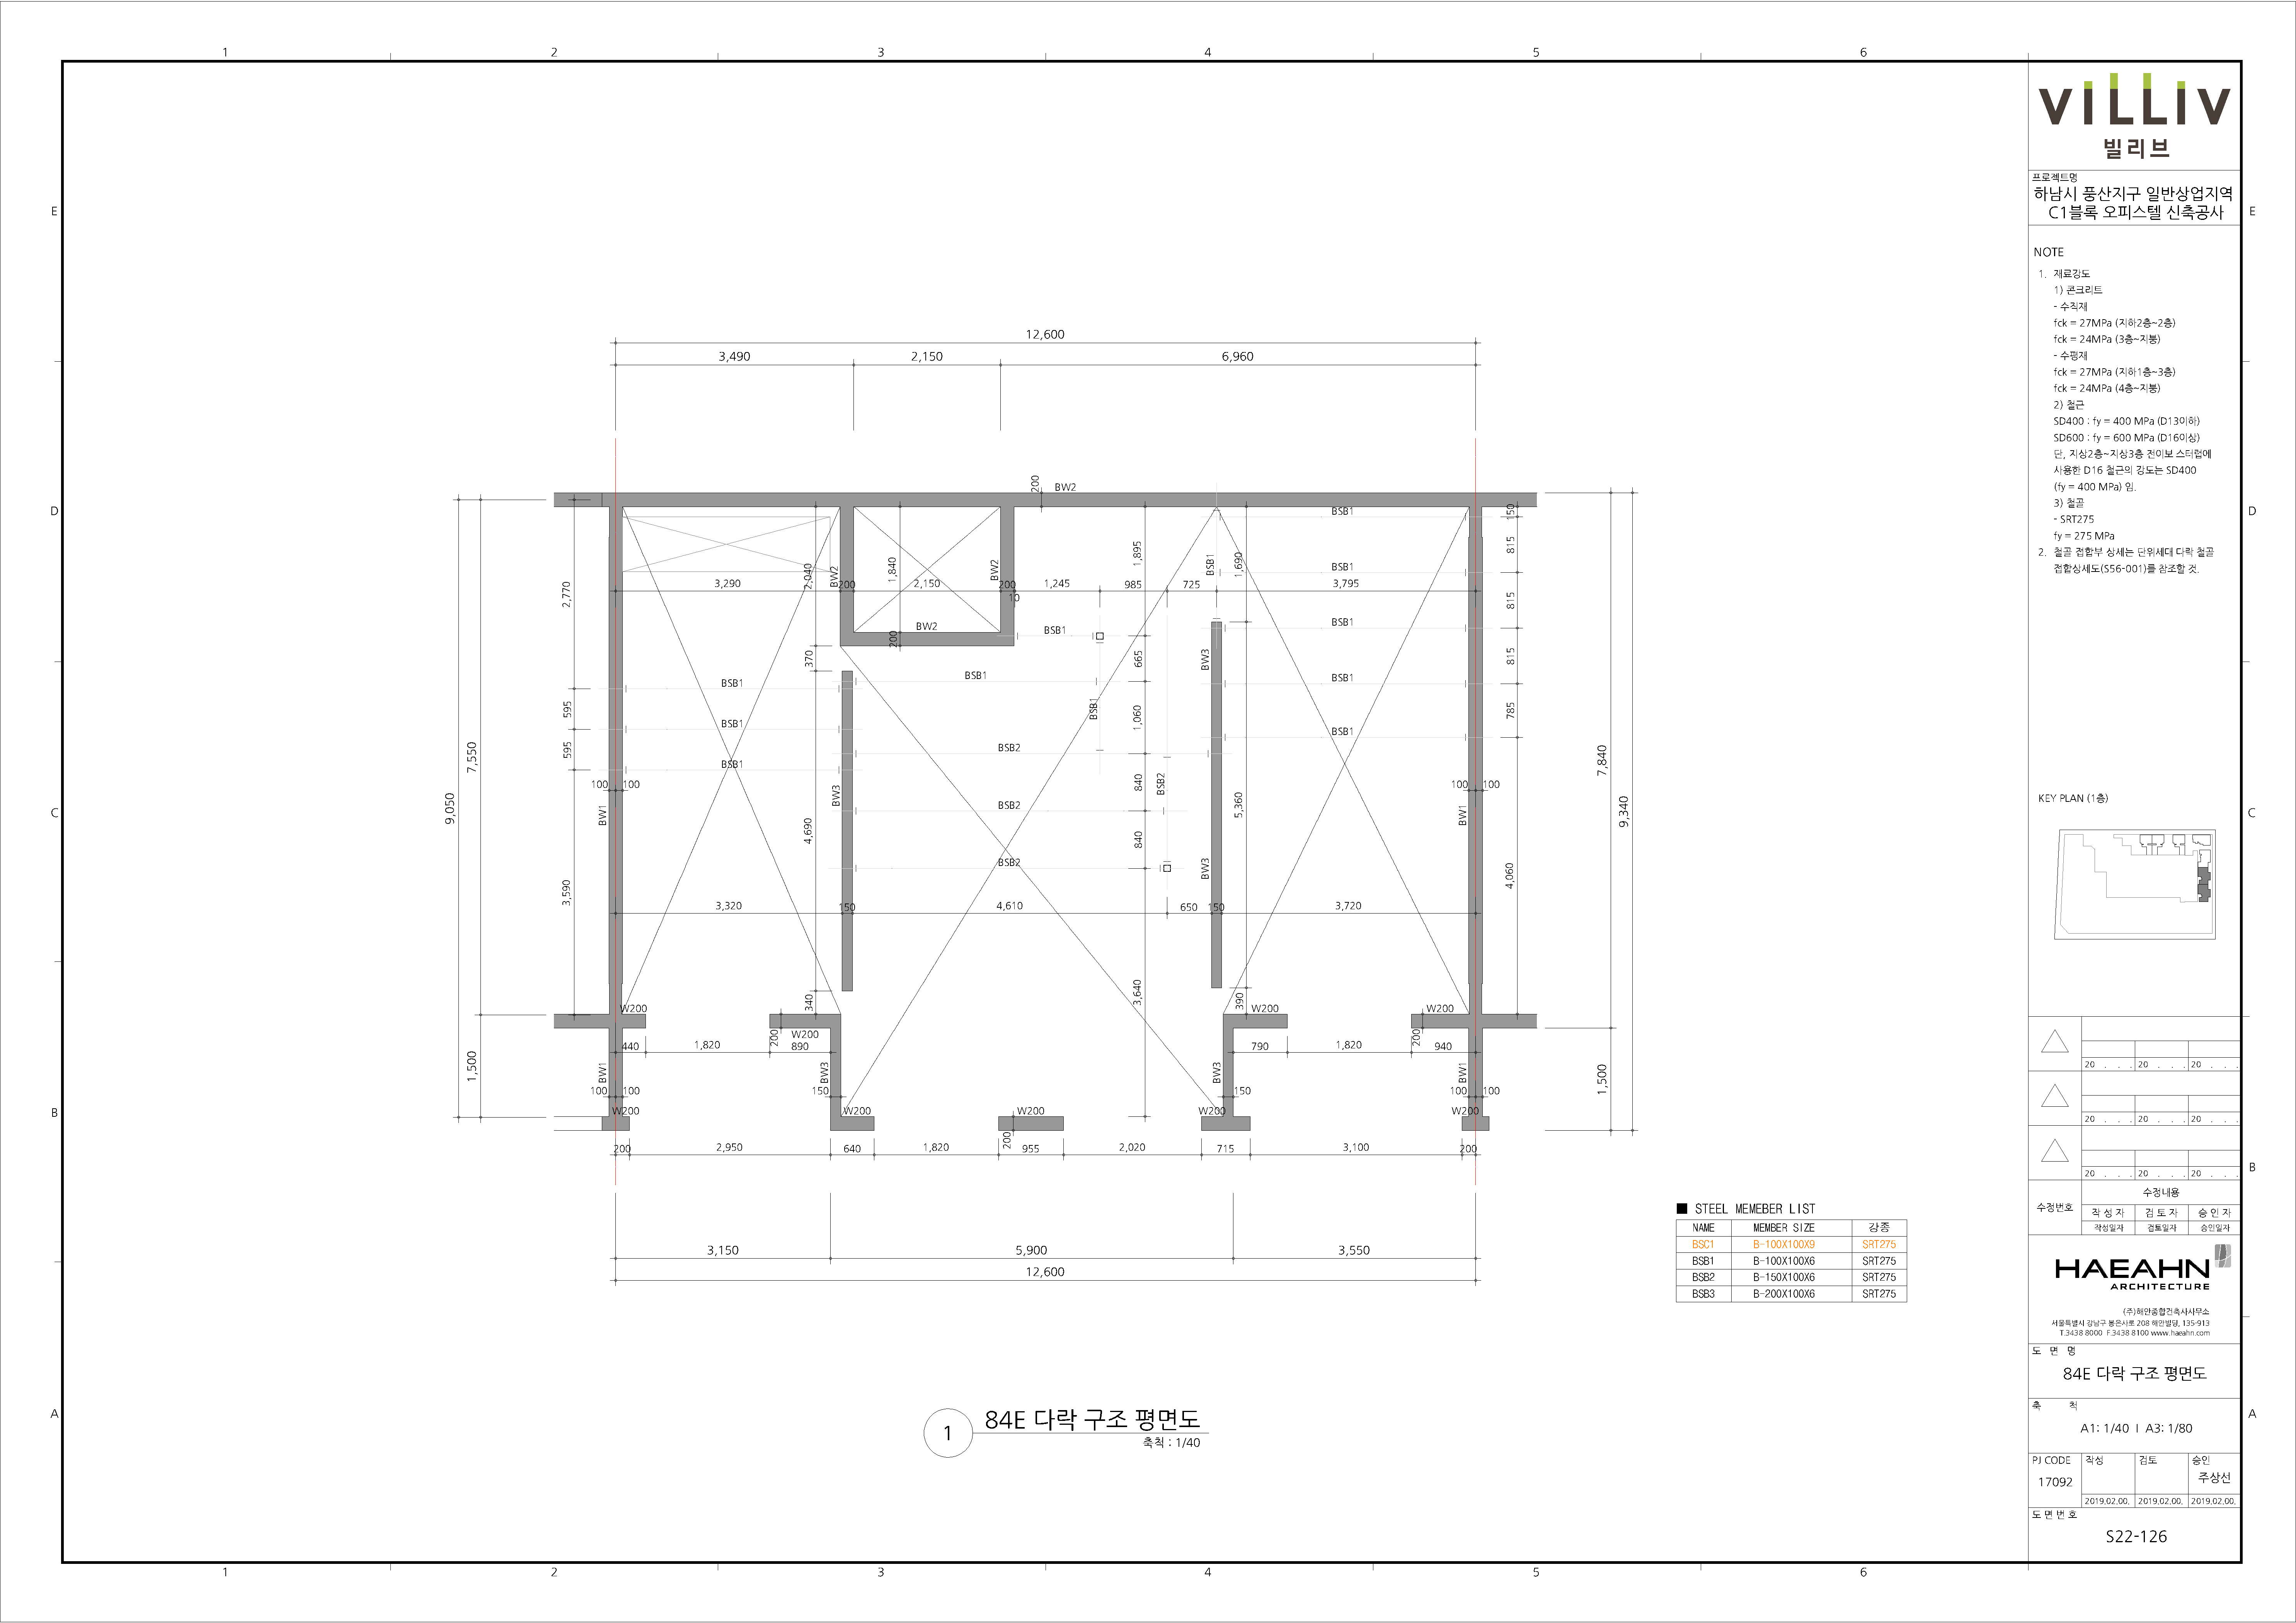 1 2 3 4 5 6
VILLIV
빌리브
프로젝트명
하남시 풍산지구 일반상업지역
C1블록 오피스텔 신축공사
NOTE
1. 재료강도
1) 콘크리트
- 수직재
fck = 27MPa (지하2층~2층)
fck = 24MPa (3층~지붕)
- 수평재
fck = 27MPa (지하1층~3층)
fck = 24MPa (4층~지붕)
2) 철근
SD400 : fy = 400 MPa (D13이하)
SD600 : fy = 600 MPa (D16이상)
단, 지상2층~지상3층 전이보 스터럽에
사용한 D16 철근의 강도는 SD400
(fy = 400 MPa) 임.
3) 철골
- SRT275
fy = 275 MPa
2. 철골 접합부 상세는 단위세대 다락 철골
접합상세도(S56-001)를 참조할 것.
KEY PLAN (1층)
E E
D D
C C
B B
A A
12,600
3,490 2,150 6,960
200 BW2
BSB1 150
815
BSB1
1,895 BSB1 1,690
2,770 2,040 BW2 1,840 BW2
3,290 200 2,150 200 1,245 985 725 3,795
10
815
BW2 BSB1 BSB1
200
370 665 BW3 815
BSB1 BSB1 BSB1
595 BSB1 BSB1 1,060 785
BSB1
595 BSB2
BSB1
7,550 7,840
100 100 840 BSB2 100 100
9,050 BW1 BW3 BSB2 5,360 BW1 9,340
4,690 840
BSB2 BW3 4,060
3,590
3,320 150 4,610 650 150 3,720
340 3,640 390
W200 W200 W200
200 W200 200
440 1,820 890 790 1,820 940
1,500 BW1 BW3 BW3 BW1 1,500
100 100 150 150 100 100
W200 W200 W200 W200 W200
200 2,950 640 1,820 200 955 2,020 715 3,100 200
3,150 5,900 3,550
12,600
■ STEEL MEMEBER LIST
NAME MEMBER SIZE 강종
BSC1 B-100X100X9 SRT275
BSB1 B-100X100X6 SRT275
BSB2 B-150X100X6 SRT275
BSB3 B-200X100X6 SRT275
1 84E 다락 구조 평면도
축척 : 1/40
20 . . . 20 . . . 20 . . .
20 . . . 20 . . . 20 . . .
20 . . . 20 . . . 20 . . .
수정번호 수정내용
작 성 자 검 토 자 승 인 자
작성일자 검토일자 승인일자
HAEAHN
ARCHITECTURE
(주)해안종합건축사사무소
서울특별시 강남구 봉은사로 208 해안빌딩, 135-913
T.3438 8000 F.3438 8100 www.haeahn.com
도 면 명
84E 다락 구조 평면도
축 척
A1: 1/40 I A3: 1/80
PJ CODE 작성 검토 승인
17092 주상선
2019.02.00. 2019.02.00. 2019.02.00.
도 면 번 호
S22-126
1 2 3 4 5 6